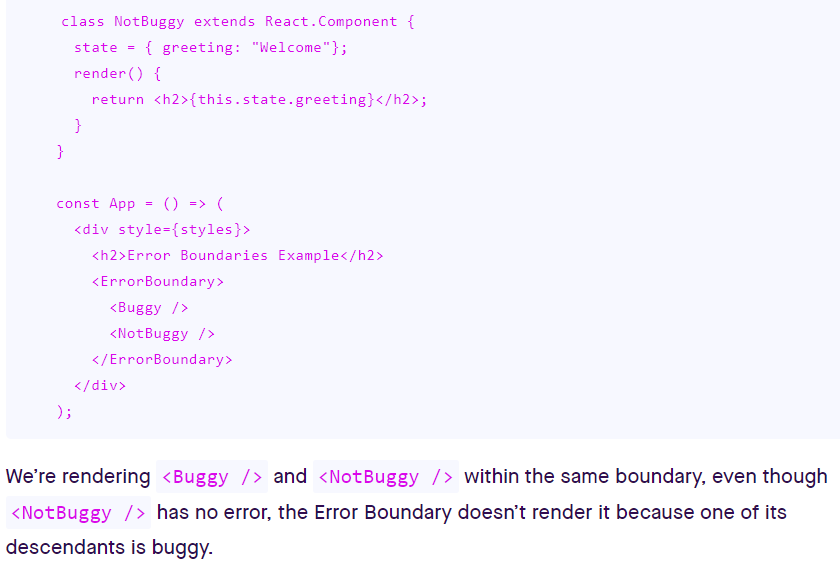 class NotBuggy extends React.Component {
state = { greeting: "Welcome"};
render() {
return <h2>{this.state.greeting}</h2>;
}
}
const App = () => (
<div style={styles}>
<h2>Error Boundaries Example</h2>
<ErrorBoundary>
<Buggy />
<NotBuggy />
</ErrorBoundary>
</div>
);
We’re rendering <Buggy /> and <NotBuggy /> within the same boundary, even though
<NotBuggy /> has no error, the Error Boundary doesn’t render it because one of its
descendants is buggy.